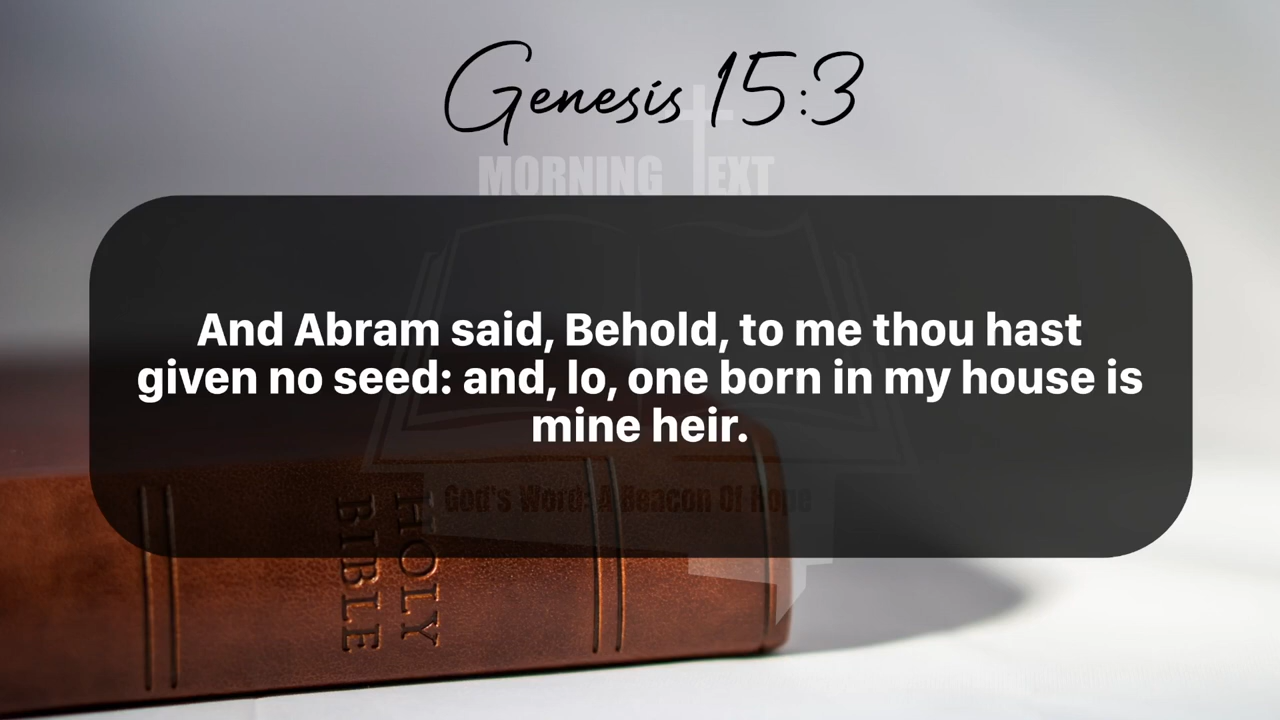 Genesis 15:3
MORNING TEXT
And Abram said, Behold, to me thou hast
given no seed: and, lo, one born in my house is
mine heir.
God's Word: A Beacon Of Hope
HOLY
BIBLE